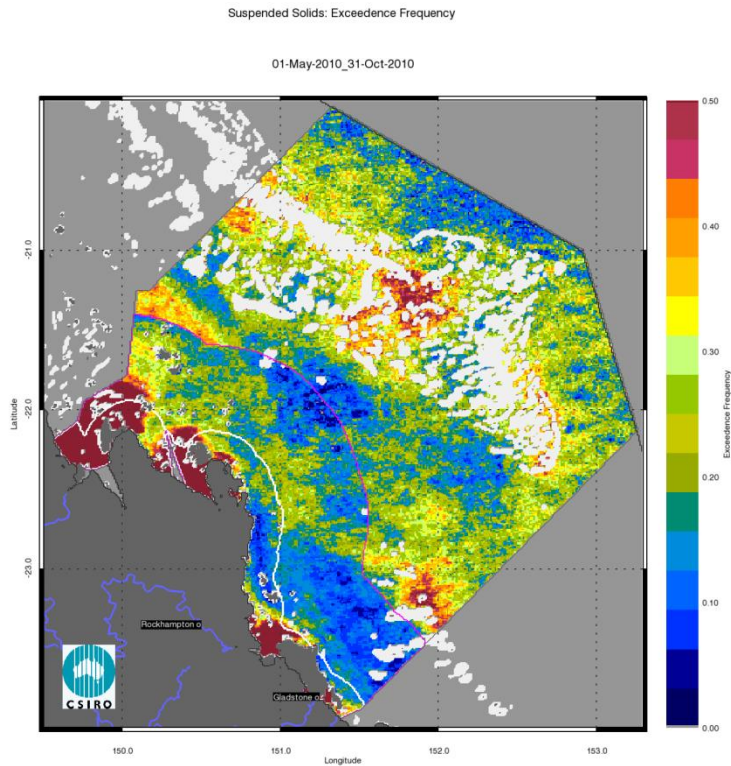 Suspended Solids: Exceedence Frequency
01-May-2010_31-Oct-2010
0.50
0.40
0.30
0.20
0.10
0.00
Exceedence Frequency
-21.0
-22.0
-23.0
Latitude
Rockhampton o
Gladstone o
CSIRO
150.0
151.0
152.0
153.0
Longitude